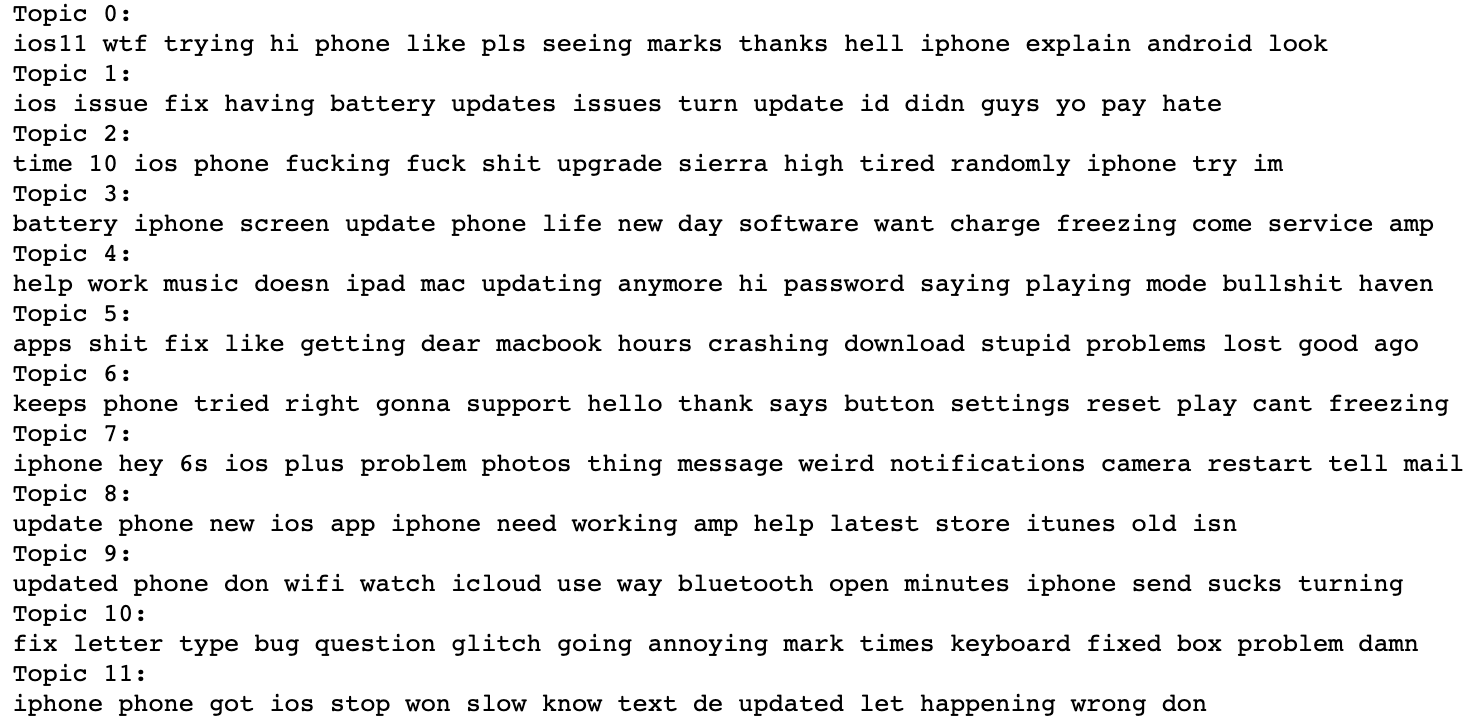 Topic 0:
ios11 wtf trying hi phone like pls seeing marks thanks hell iphone explain android look
Topic 1:
ios issue fix having battery updates issues turn update id didn guys yo pay hate
Topic 2:
time 10 ios phone fucking fuck shit upgrade sierra high tired randomly iphone try im
Topic 3:
battery iphone screen update phone life new day software want charge freezing come service amp
Topic 4:
help work music doesn ipad mac updating anymore hi password saying playing mode bullshit haven
Topic 5:
apps shit fix like getting dear macbook hours crashing download stupid problems lost good ago
Topic 6:
keeps phone tried right gonna support hello thank says button settings reset play cant freezing
Topic 7:
iphone hey 6s ios plus problem photos thing message weird notifications camera restart tell mail
Topic 8:
update phone new ios app iphone need working amp help latest store itunes old isn
Topic 9:
updated phone don wifi watch icloud use way bluetooth open minutes iphone send sucks turning
Topic 10:
fix letter type bug question glitch going annoying mark times keyboard fixed box problem damn
Topic 11:
iphone phone got ios stop won slow know text de updated let happening wrong don